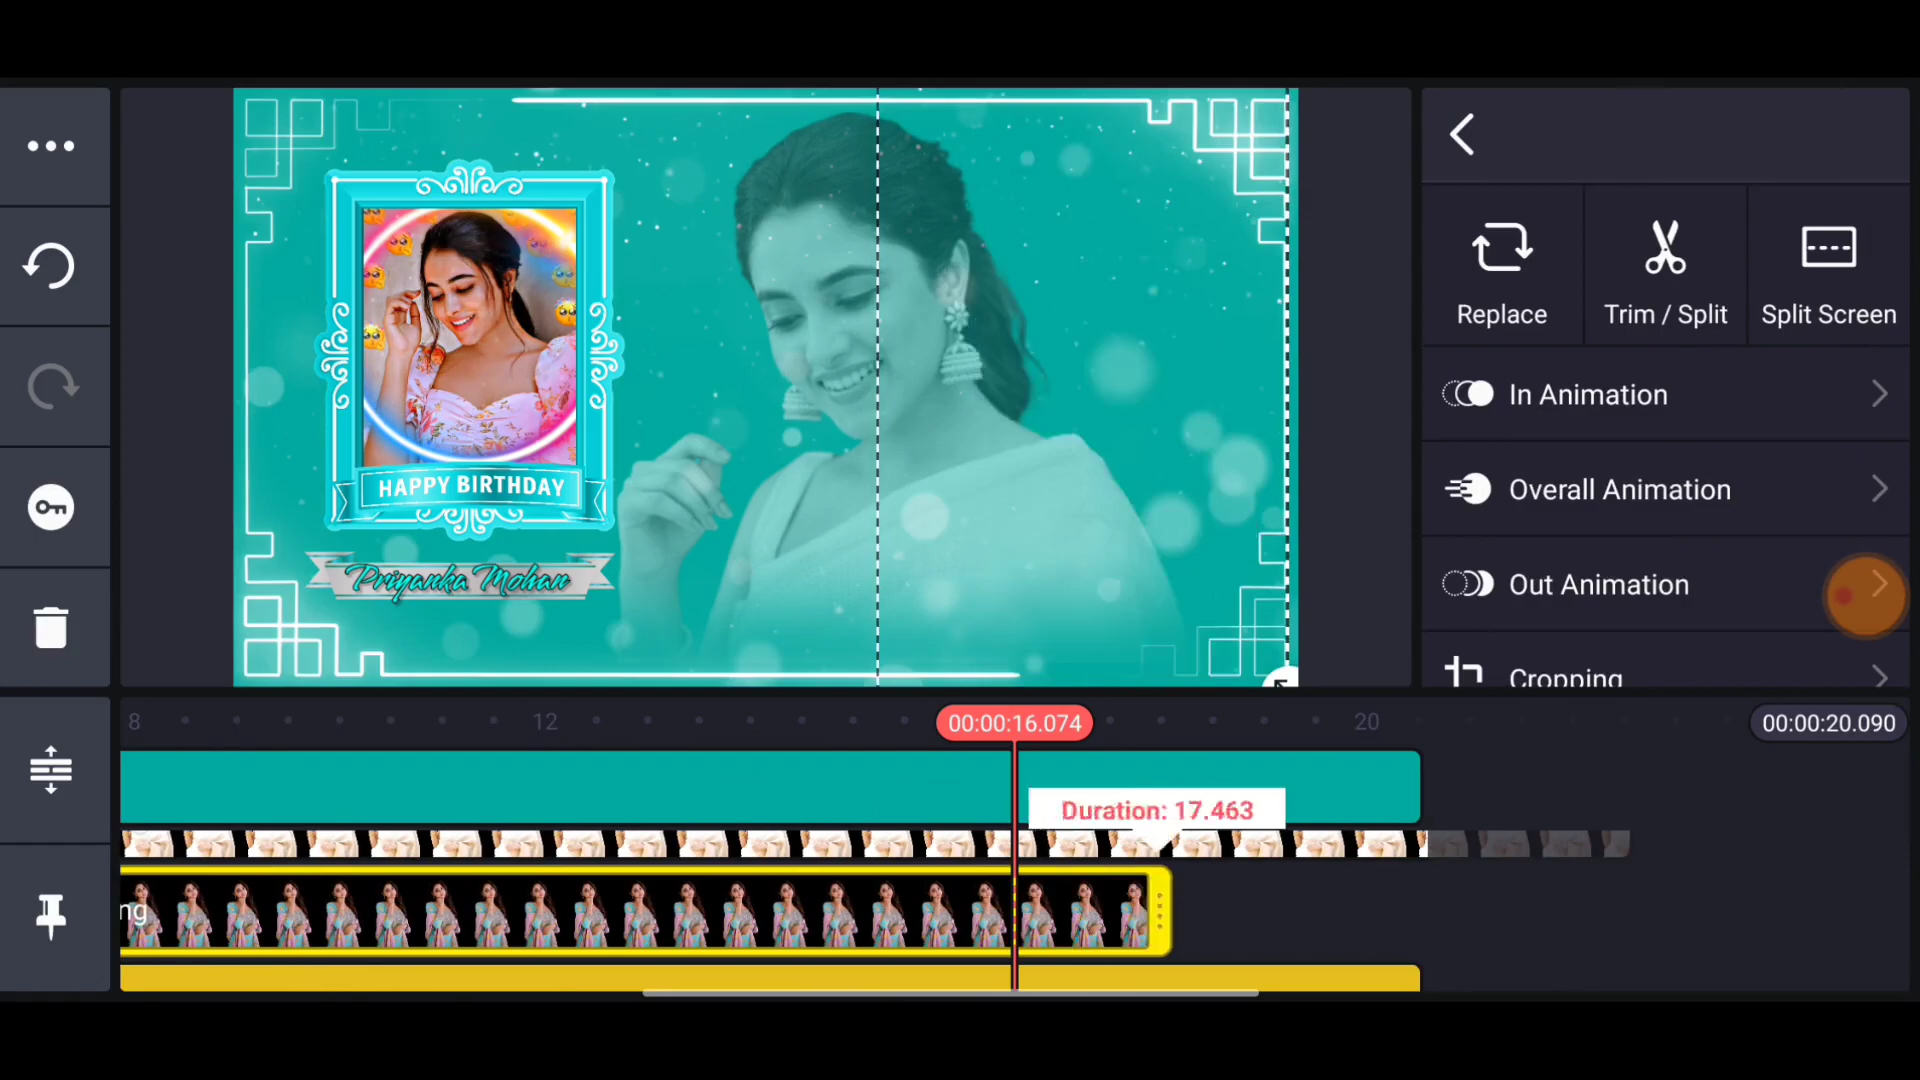 HAPPY BIRTHDAY
Priyanka Mohan
Replace
Trim / Split
Split Screen
In Animation
Overall Animation
Out Animation
Cropping
8
12
00:00:16.074
20
00:00:20.090
Duration: 17.463
ng